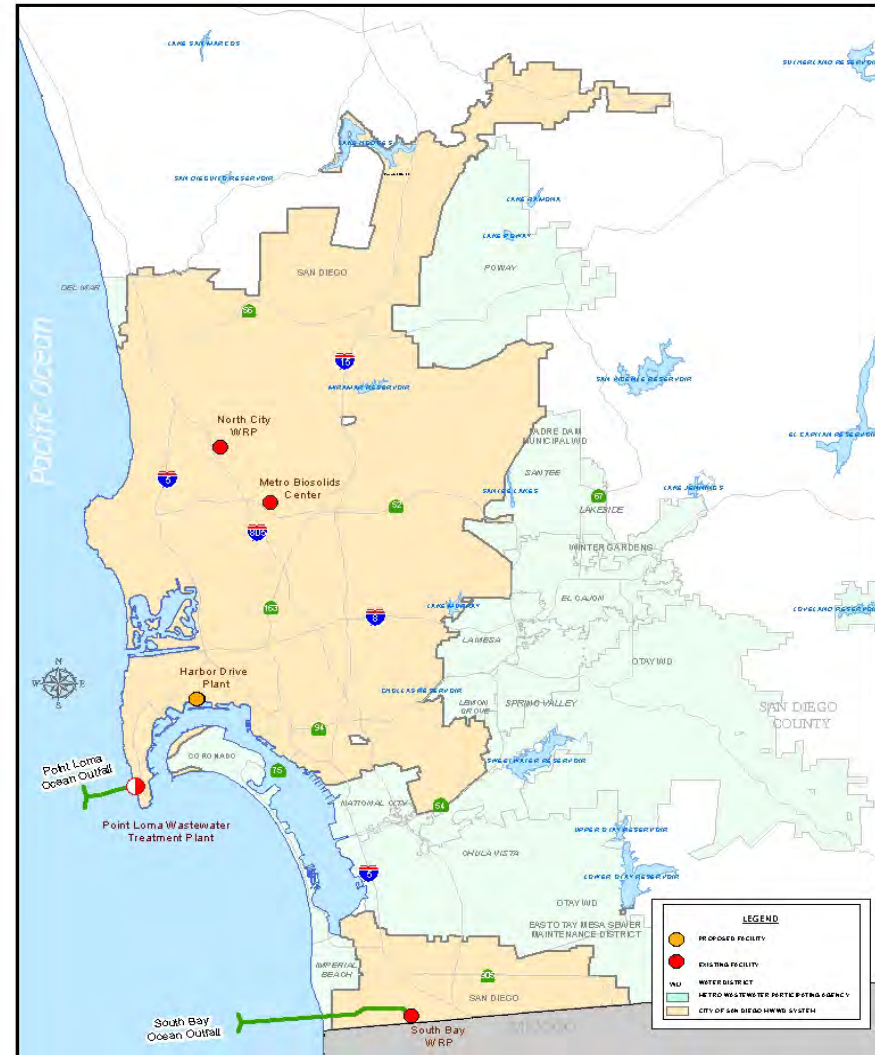 LAKE SAN MARCOS
SUTHERLAND RESERVOIR
LAKE HODGES
SAN DIEGUITO RESERVOIR
LAKE RAMONA
LAKE POWAY
POWAY
SAN DIEGO
DEL MAR
56
15
Pacific Ocean
MIRAMAR RESERVOIR
SAN VICENTE RESERVOIR
North City
WRP
PADRE DAM
MUNICIPAL WD
EL CAPITAN RESERVOIR
SANTEE
5
Metro Biosolids
Center
SANTEE LAKES
LAKE JENNINGS
67
52
LAKESIDE
805
WINTER GARDENS
EL CAJON
163
LAKE MURRAY
8
LOVELAND RESERVOIR
LA MESA
OTAY WD
N
W
E
S
Harbor Drive
Plant
CHOLLAS RESERVOIR
LEMON
GROVE
SPRING VALLEY
SAN DIEGO
COUNTY
94
CORONADO
75
SWEETWATER RESERVOIR
Point Loma
Ocean Outfall
NATIONAL CITY
54
Point Loma Wastewater
Treatment Plant
UPPER OTAY RESERVOIR
CHULA VISTA
5
LOWER OTAY RESERVOIR
OTAY WD
EAST OTAY MESA SEWER
MAINTENANCE DISTRICT
IMPERIAL
BEACH
905
SAN DIEGO
South Bay
Ocean Outfall
South Bay
WRP
MEXICO
LEGEND
PROPOSED FACILITY
EXISTING FACILITY
WD WATER DISTRICT
METRO WASTEWATER PARTICIPATING AGENCY
CITY OF SAN DIEGO MWWD SYSTEM